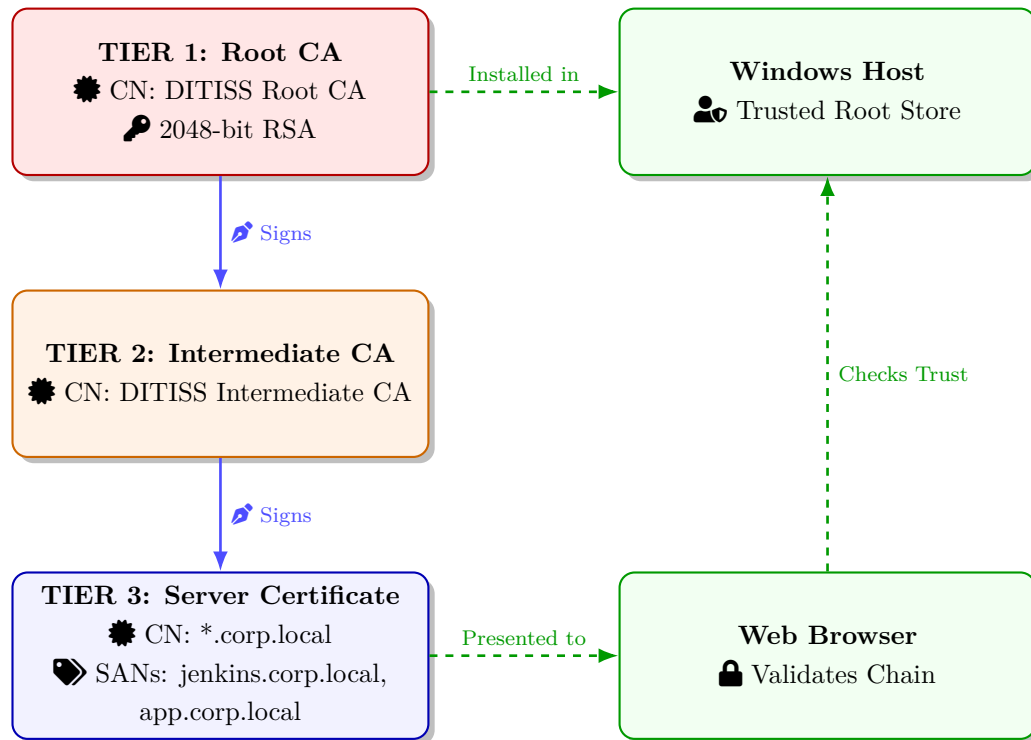 TIER 1: Root CA
CN: DITISS Root CA
2048-bit RSA
Installed in
Windows Host
Trusted Root Store
Signs
TIER 2: Intermediate CA
CN: DITISS Intermediate CA
Checks Trust
Signs
TIER 3: Server Certificate
CN: *.corp.local
SANs: jenkins.corp.local,
app.corp.local
Presented to
Web Browser
Validates Chain